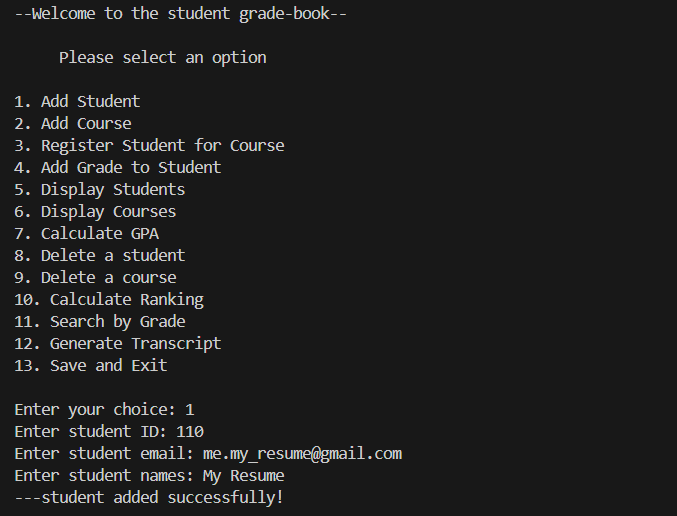 --Welcome to the student grade-book--
Please select an option
1. Add Student
2. Add Course
3. Register Student for Course
4. Add Grade to Student
5. Display Students
6. Display Courses
7. Calculate GPA
8. Delete a student
9. Delete a course
10. Calculate Ranking
11. Search by Grade
12. Generate Transcript
13. Save and Exit
Enter your choice: 1
Enter student ID: 110
Enter student email: me.my_resume@gmail.com
Enter student names: My Resume
---student added successfully!